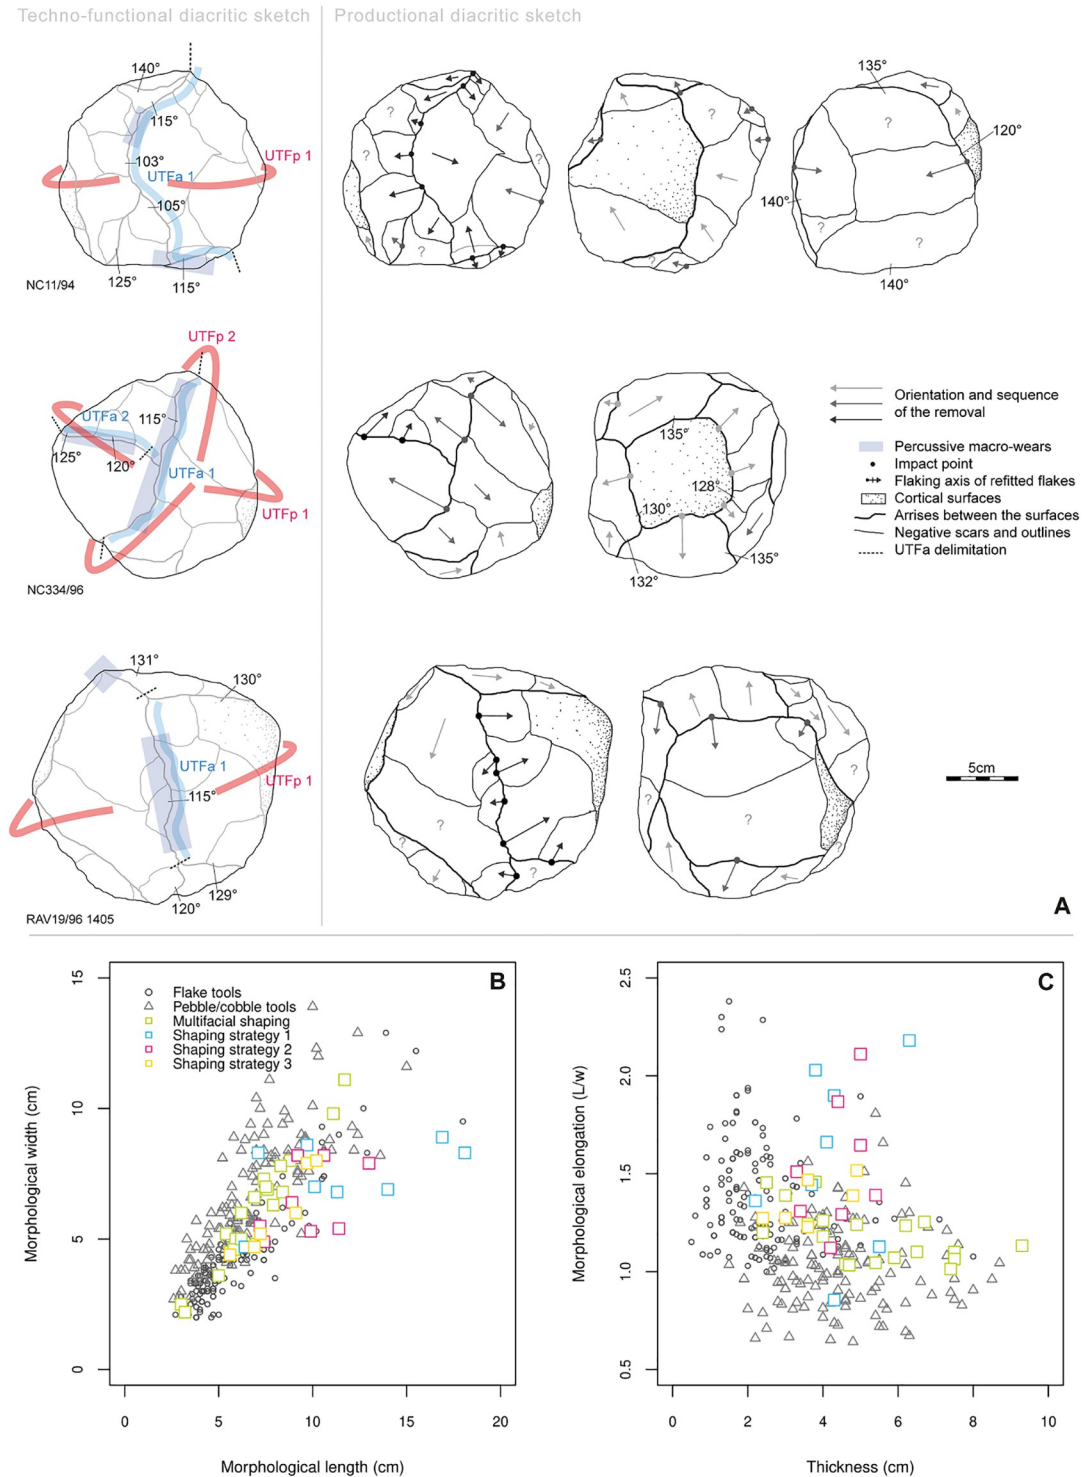 Techno-functional diacritic sketch
Productional diacritic sketch
140°
115°
103°
UTFa 1
UTFp 1
105°
125°
115°
NC11/94
?
?
?
?
?
?
135°
?
120°
140°
?
?
140°
UTFp 2
UTFa 2
115°
125°
120°
UTFa 1
UTFp 1
NC334/96
135°
128°
130°
135°
132°
Orientation and sequence
of the removal
Percussive macro-wears
Impact point
Flaking axis of refitted flakes
Cortical surfaces
Arrises between the surfaces
Negative scars and outlines
UTFa delimitation
131°
130°
UTFa 1
UTFp 1
115°
129°
120°
RAV19/96 1405
?
?
?
?
?
?
5cm
A
B
Flake tools
Pebble/cobble tools
Multifacial shaping
Shaping strategy 1
Shaping strategy 2
Shaping strategy 3
Morphological width (cm)
15
10
5
0
0 5 10 15 20
Morphological length (cm)
C
Morphological elongation (L/w)
2.5
2.0
1.5
1.0
0.5
0 2 4 6 8 10
Thickness (cm)